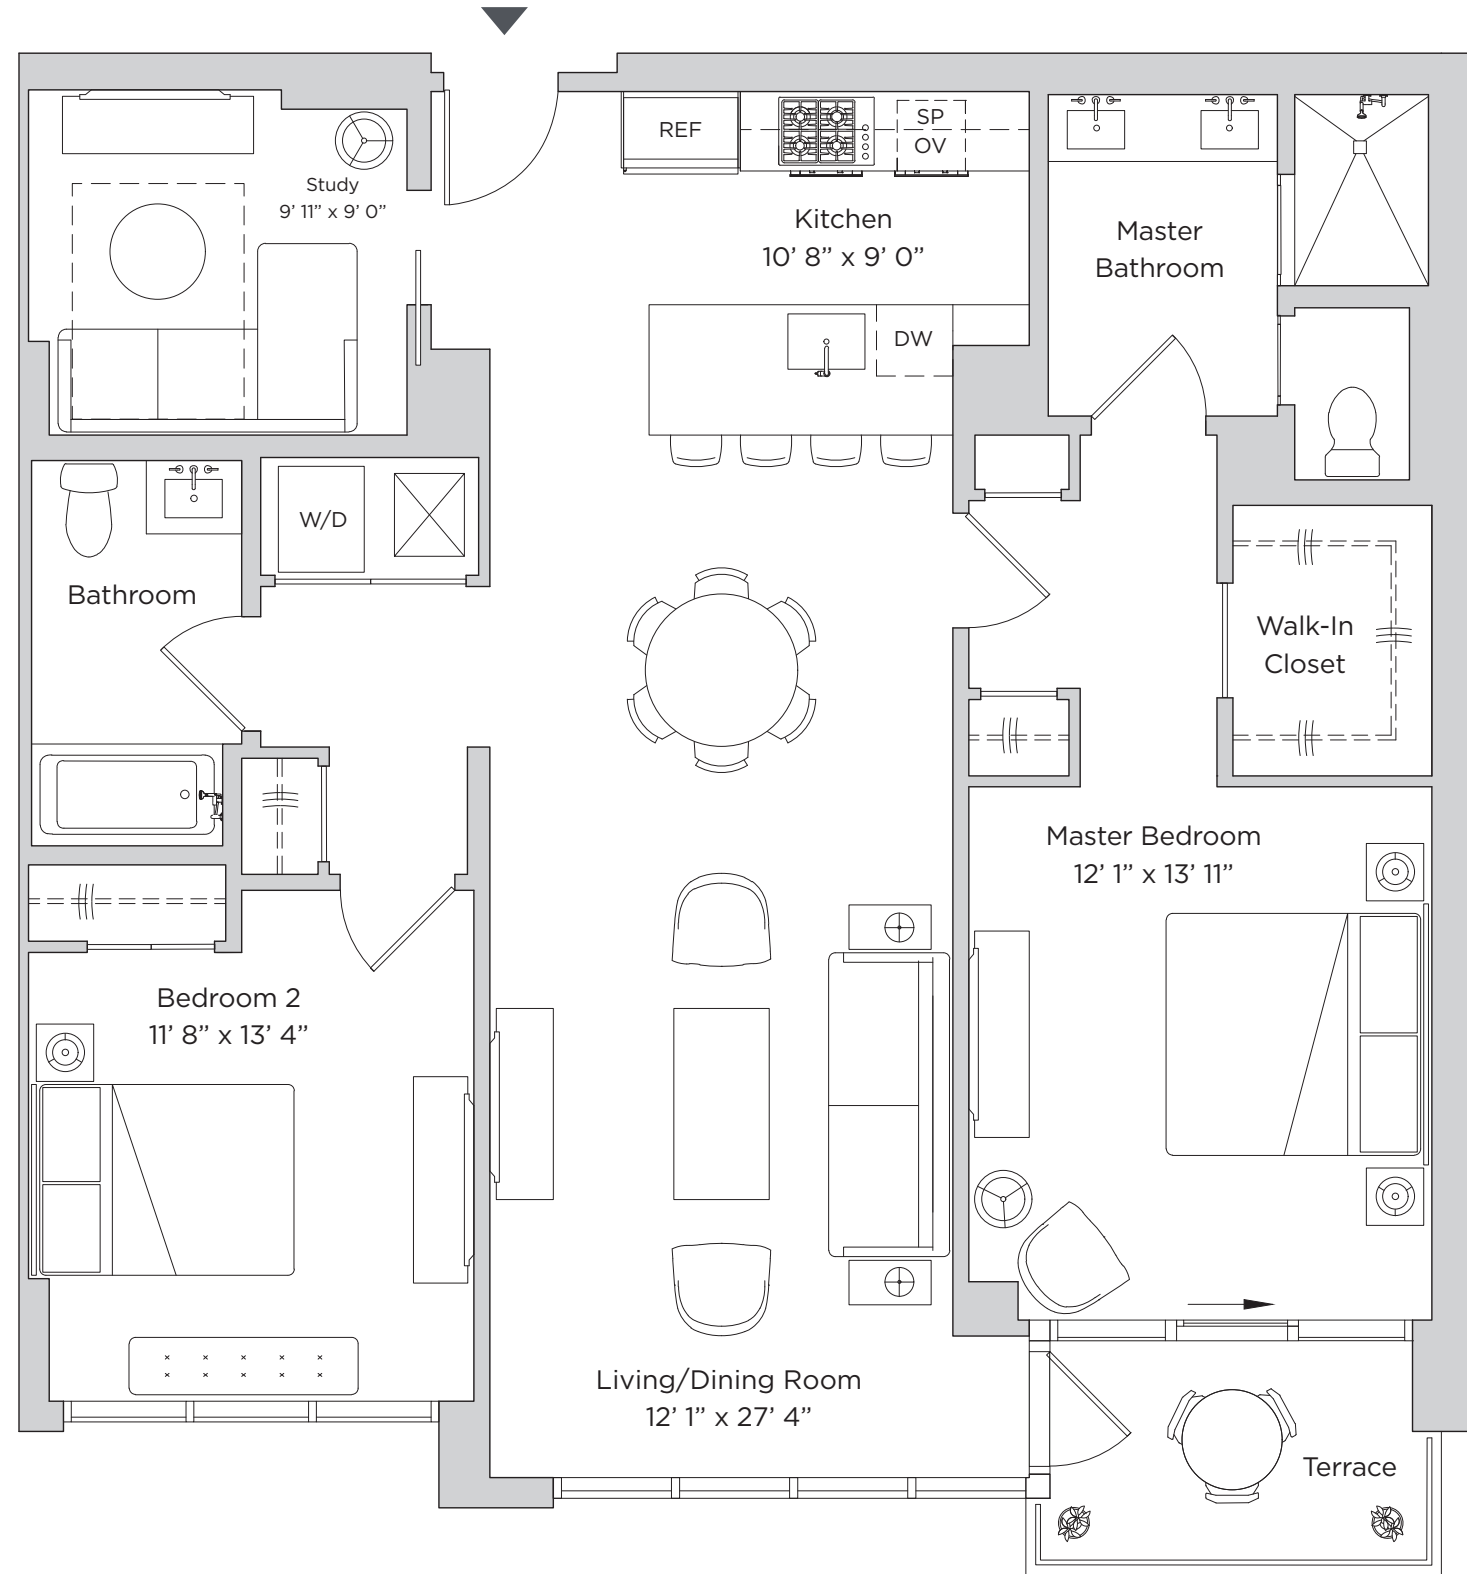 REF
SP
OV
Study
9’ 11” x 9’ 0”
Kitchen
10’ 8” x 9’ 0”
Master
Bathroom
DW
W/D
Bathroom
Walk-In
Closet
Master Bedroom
12’ 1” x 13’ 11”
Bedroom 2
11’ 8” x 13’ 4”
Living/Dining Room
12’ 1” x 27’ 4”
Terrace